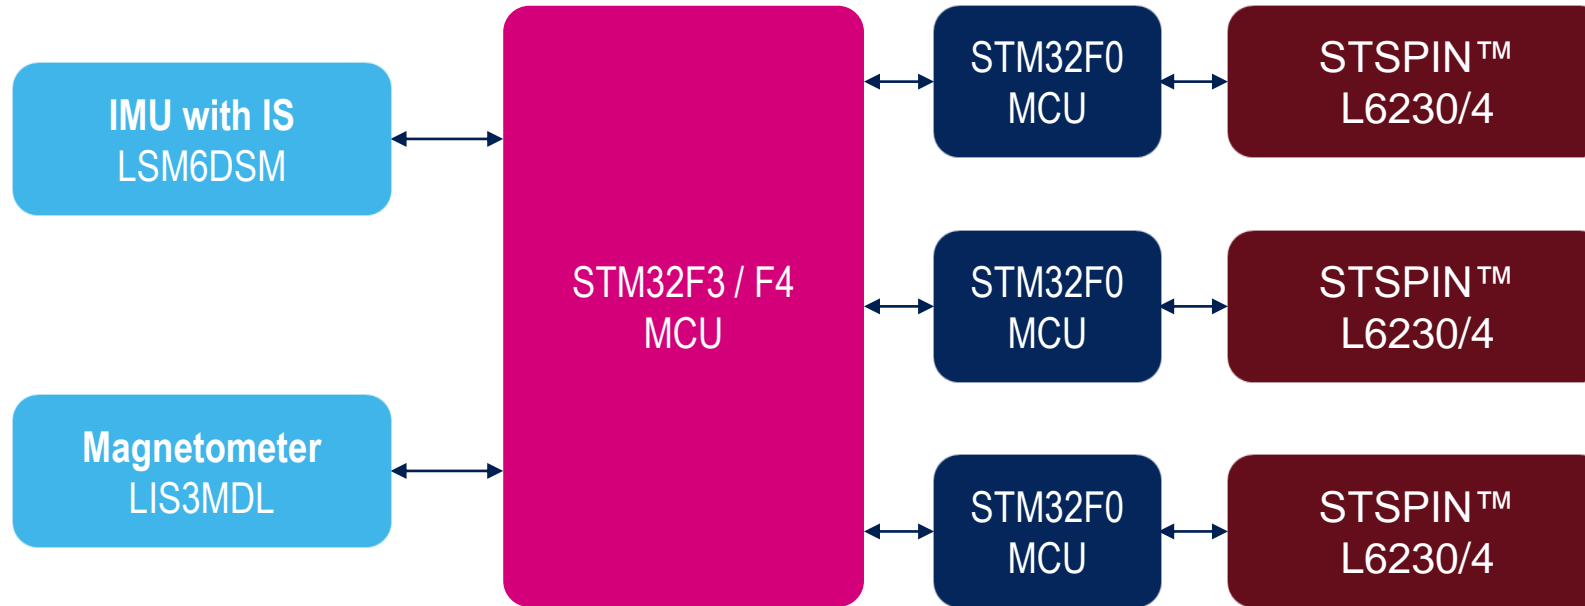 IMU with IS
LSM6DSM
Magnetometer
LIS3MDL
STM32F3 / F4
MCU
STM32F0
MCU
STSPIN™
L6230/4
STM32F0
MCU
STSPIN™
L6230/4
STM32F0
MCU
STSPIN™
L6230/4